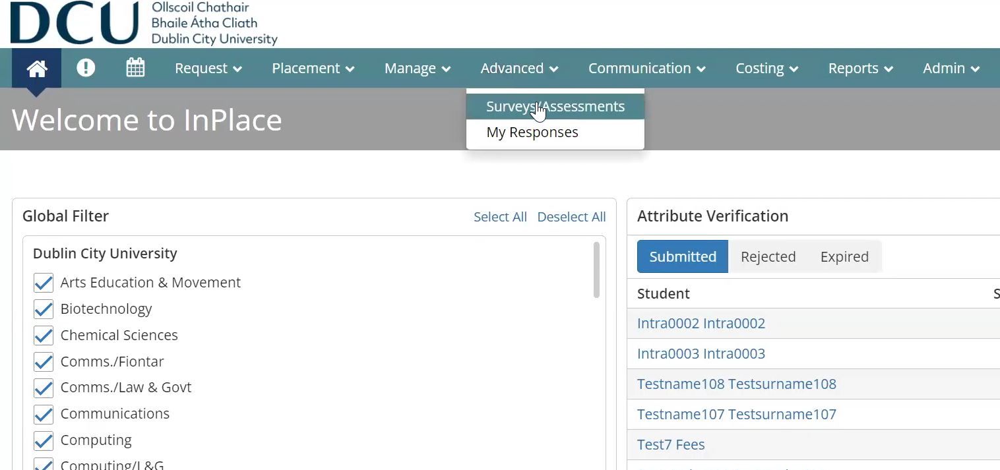 DCU
Ollscoil Chathair
Bhaile Átha Cliath
Dublin City University
Request
Placement
Manage
Advanced
Communication
Costing
Reports
Admin
Surveys/Assessments
My Responses
Welcome to InPlace
Global Filter
Select All
Deselect All
Dublin City University
Arts Education & Movement
Biotechnology
Chemical Sciences
Comms./Fiontar
Comms./Law & Govt
Communications
Computing
Computing/L&G
Attribute Verification
Submitted
Rejected
Expired
Student
S
Intra0002 Intra0002
Intra0003 Intra0003
Testname108 Testsurname108
Testname107 Testsurname107
Test7 Fees